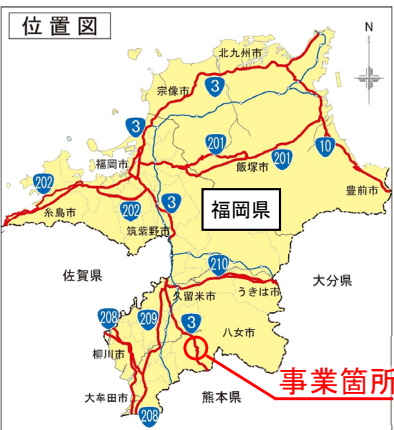 位置図
N
北九州市
宗像市
3
3
福岡市
201
飯塚市
201
10
豊前市
202
糸島市
202
3
筑紫野市
福岡県
佐賀県
210
大分県
うきは市
久留米市
208
209
3
八女市
柳川市
事業箇所
大牟田市
熊本県
208